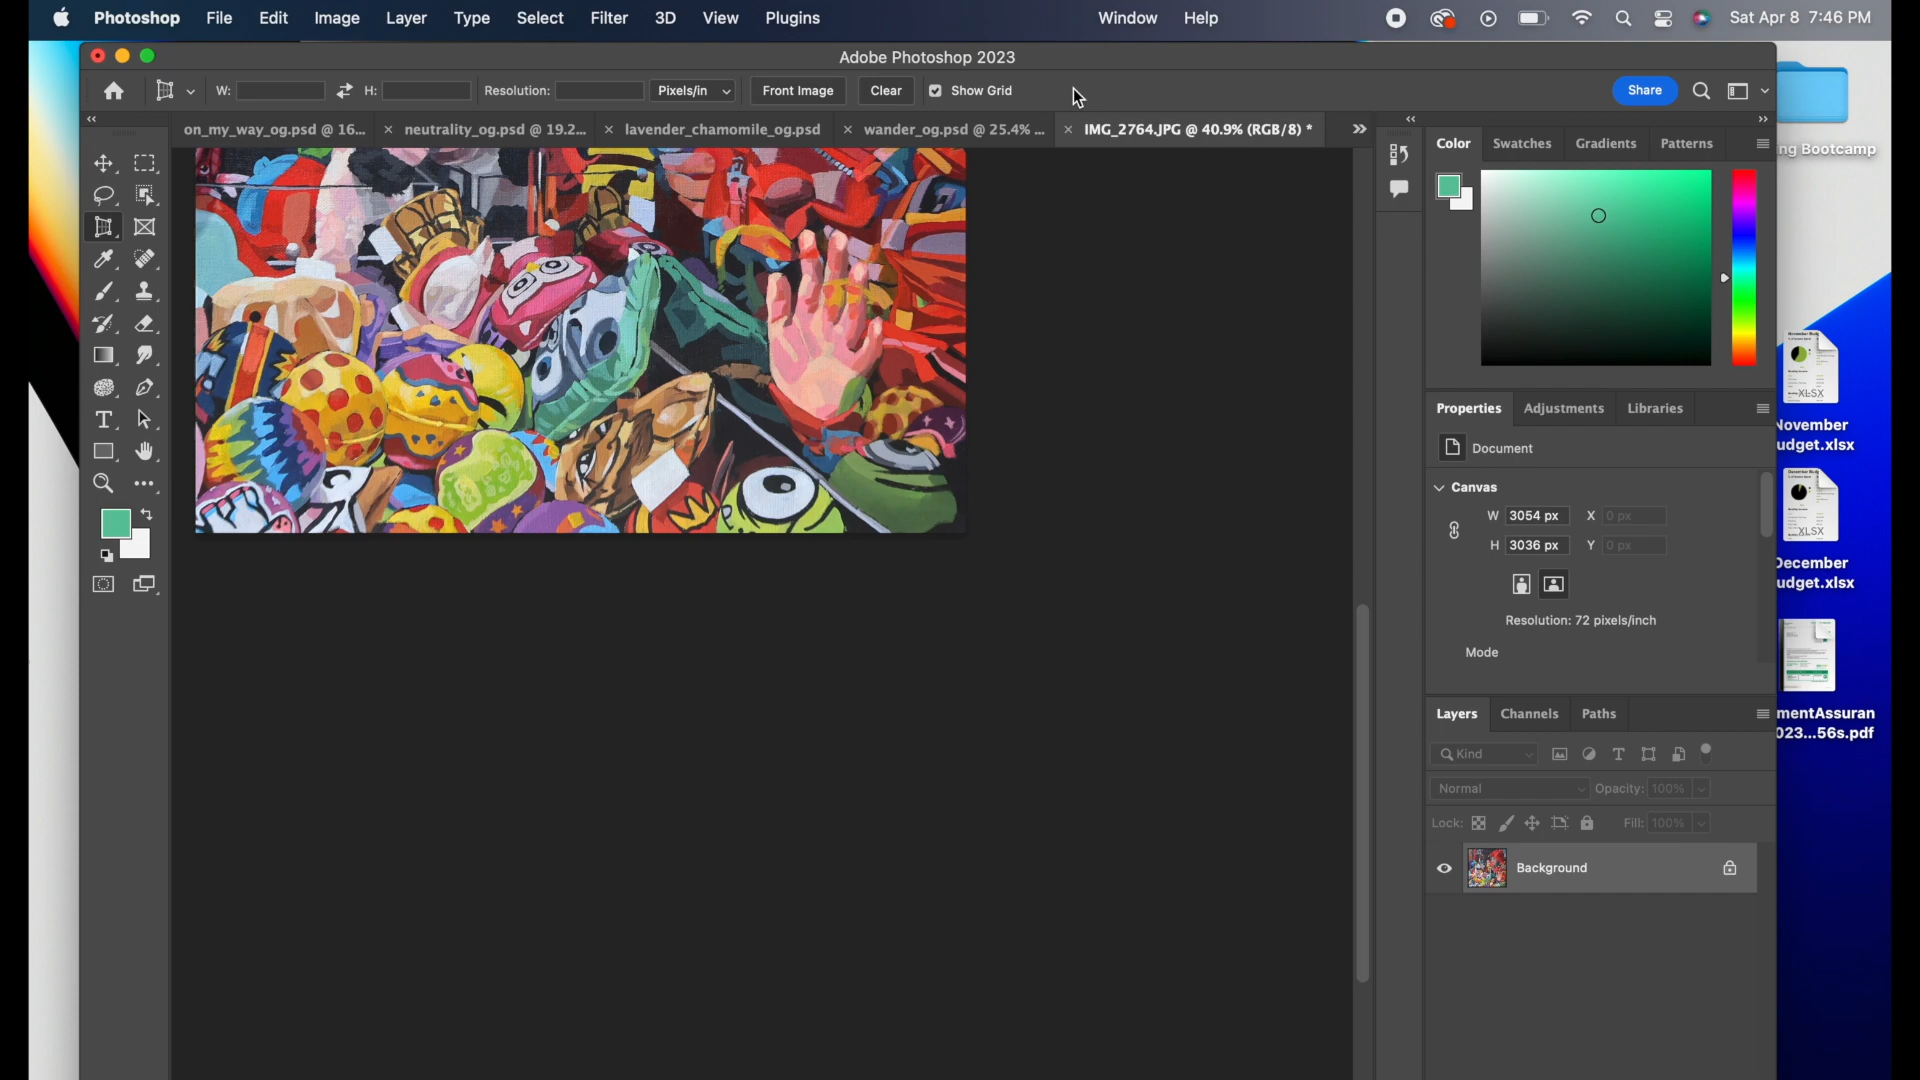 Photoshop File Edit Image Layer Type Select Filter 3D View Plugins Window Help Sat Apr 8 7:46 PM
Adobe Photoshop 2023
W: H: Resolution: Pixels/in Front Image Clear Show Grid Share
on_my_way_og.psd @ 16... neutrality_og.psd @ 19.2... lavender_chamomile_og.psd wander_og.psd @ 25.4% ... IMG_2764.JPG @ 40.9% (RGB/8) *
Color Swatches Gradients Patterns
ng Bootcamp
XLSX
November
udget.xlsx
Properties Adjustments Libraries
Document
Canvas
W 3054 px X 0 px
H 3036 px Y 0 px
XLSX
December
udget.xlsx
Resolution: 72 pixels/inch
Mode
Layers Channels Paths
mentAssuran
023...56s.pdf
Kind
Normal Opacity: 100%
Lock: Fill: 100%
Background